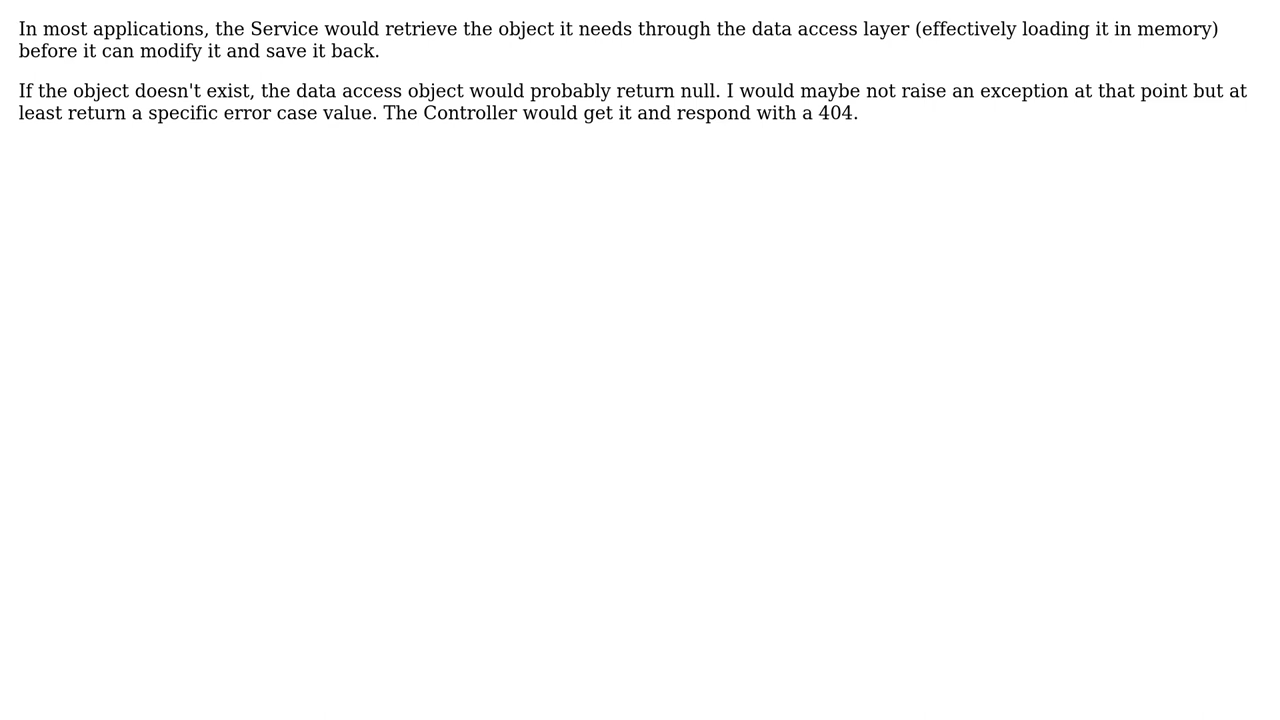 In most applications, the Service would retrieve the object it needs through the data access layer (effectively loading it in memory)
before it can modify it and save it back.
If the object doesn't exist, the data access object would probably return null. I would maybe not raise an exception at that point but at
least return a specific error case value. The Controller would get it and respond with a 404.